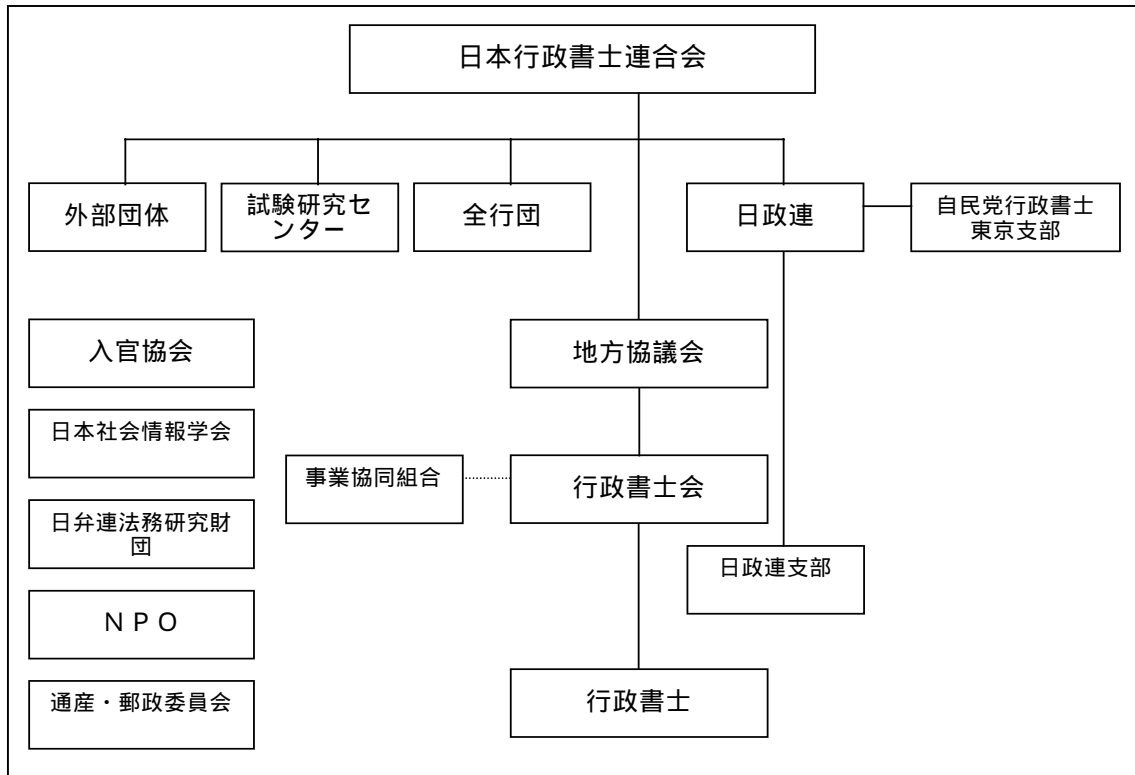 日本行政書士連合会
外部団体
試験研究セ
ンター
全行団
日政連
自民党行政書士
東京支部
入官協会
地方協議会
日本社会情報学会
事業協同組合
行政書士会
日弁連法務研究財
団
日政連支部
ＮＰＯ
通産・郵政委員会
行政書士